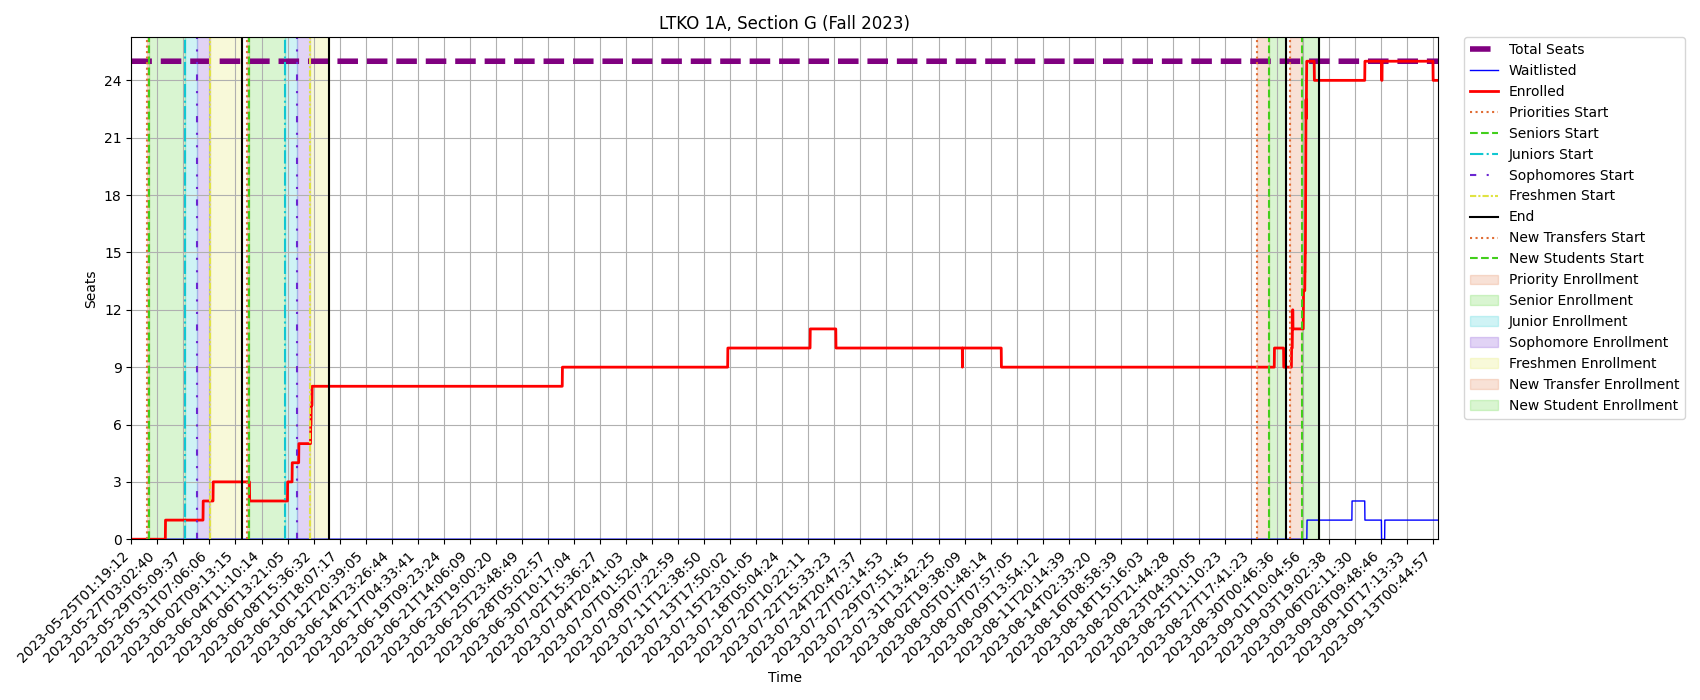 LTKO 1A, Section G (Fall 2023)
Seats
24
21
18
15
12
9
6
3
0
2023-05-25T01:19:12
2023-05-27T03:02:40
2023-05-29T05:09:37
2023-05-31T07:06:06
2023-06-02T09:13:15
2023-06-04T11:10:14
2023-06-06T13:21:05
2023-06-08T15:36:32
2023-06-10T18:07:17
2023-06-12T20:39:05
2023-06-14T23:26:44
2023-06-17T04:33:41
2023-06-19T09:23:24
2023-06-21T14:06:09
2023-06-23T19:00:20
2023-06-25T23:48:49
2023-06-28T05:02:57
2023-06-30T10:17:04
2023-07-02T15:36:27
2023-07-04T20:41:03
2023-07-07T01:52:04
2023-07-09T07:22:59
2023-07-11T12:38:50
2023-07-13T17:50:02
2023-07-15T23:01:05
2023-07-18T05:04:24
2023-07-20T10:22:11
2023-07-22T15:33:23
2023-07-24T20:47:37
2023-07-27T02:14:53
2023-07-29T07:51:45
2023-07-31T13:42:25
2023-08-02T19:38:09
2023-08-05T01:48:14
2023-08-07T07:57:05
2023-08-09T13:54:12
2023-08-11T20:14:39
2023-08-14T02:33:20
2023-08-16T08:58:39
2023-08-18T15:16:03
2023-08-20T21:44:28
2023-08-23T04:30:05
2023-08-25T11:10:23
2023-08-27T17:41:23
2023-08-30T00:46:36
2023-09-01T10:04:56
2023-09-03T19:02:38
2023-09-06T02:11:30
2023-09-08T09:48:46
2023-09-10T17:13:33
2023-09-13T00:44:57
Time
Total Seats
Waitlisted
Enrolled
Priorities Start
Seniors Start
Juniors Start
Sophomores Start
Freshmen Start
End
New Transfers Start
New Students Start
Priority Enrollment
Senior Enrollment
Junior Enrollment
Sophomore Enrollment
Freshmen Enrollment
New Transfer Enrollment
New Student Enrollment